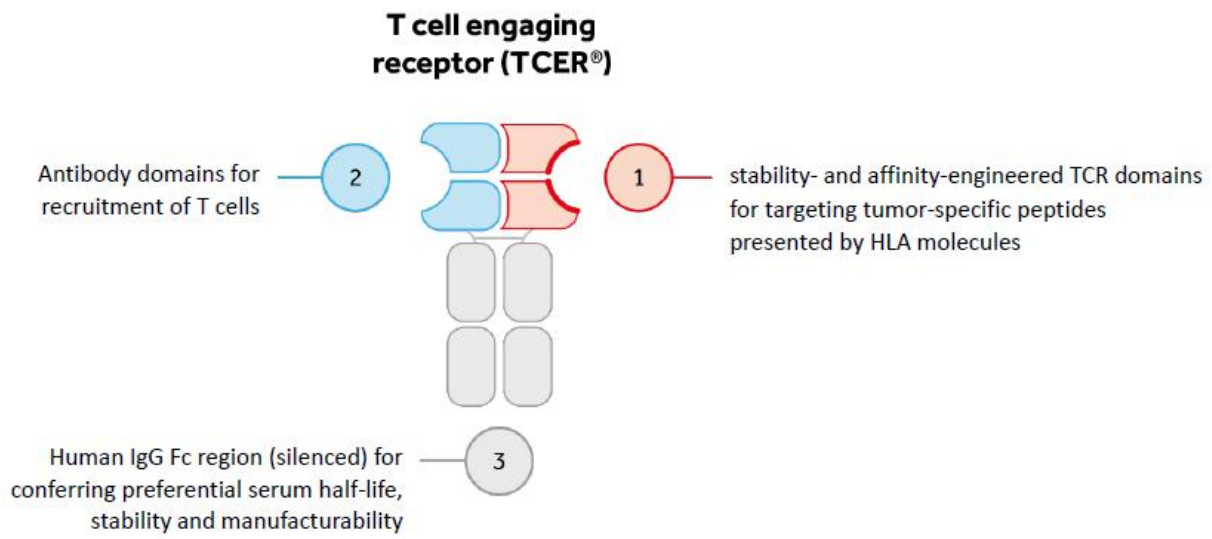 T cell engaging
receptor (TCER®)
Antibody domains for
recruitment of T cells
2
1
stability- and affinity-engineered TCR domains
for targeting tumor-specific peptides
presented by HLA molecules
Human IgG Fc region (silenced) for
conferring preferential serum half-life,
stability and manufacturability
3